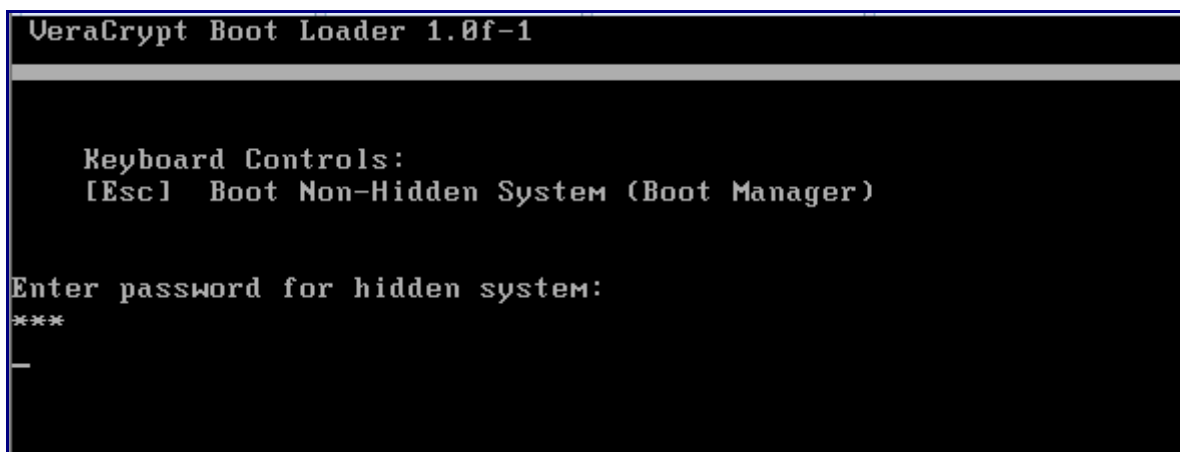 VeraCrypt Boot Loader 1.0f-1
Keyboard Controls:
[Esc] Boot Non-Hidden System (Boot Manager)
Enter password for hidden system:
***
_